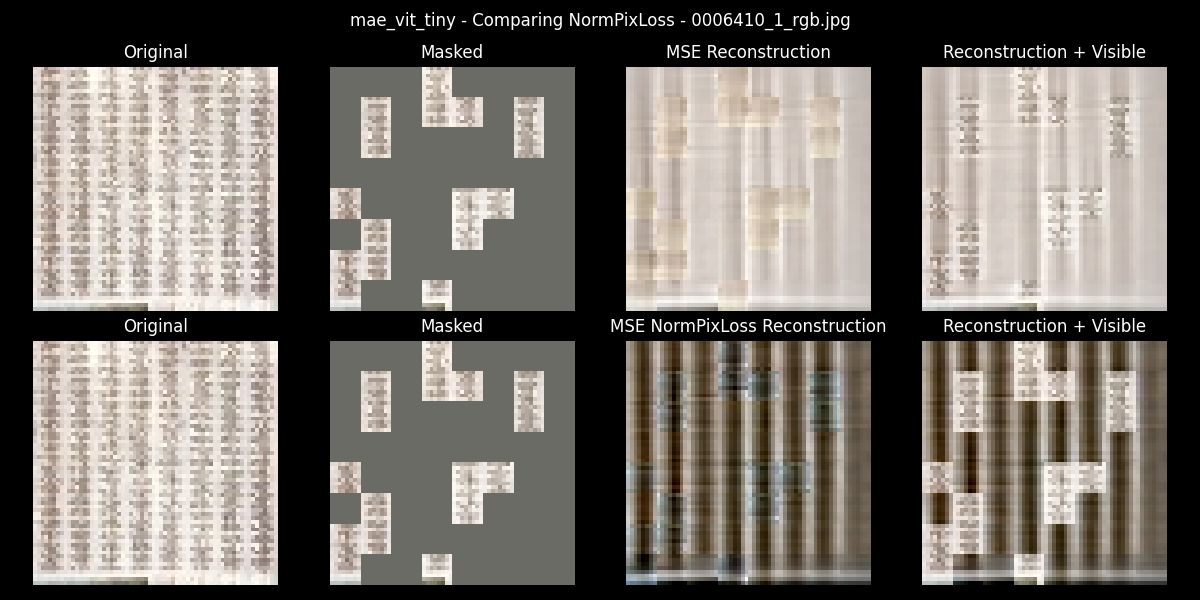 mae_vit_tiny - Comparing NormPixLoss - 0006410_1_rgb.jpg
Original
Masked
MSE Reconstruction
Reconstruction + Visible
Original
Masked
MSE NormPixLoss Reconstruction
Reconstruction + Visible